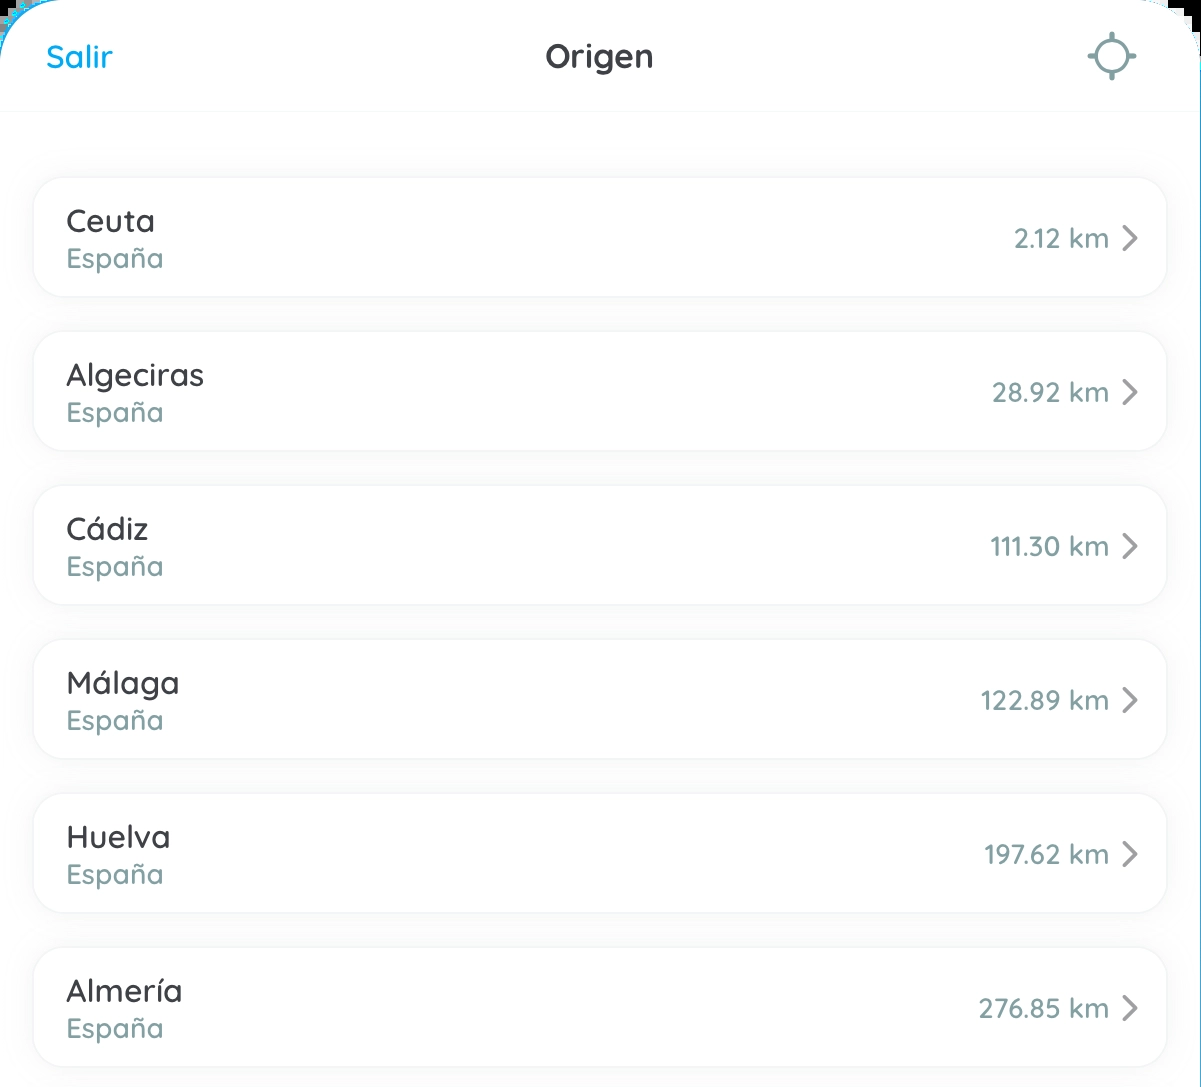 Salir
Origen
Ceuta
España
2.12 km
Algeciras
España
28.92 km
Cádiz
España
111.30 km
Málaga
España
122.89 km
Huelva
España
197.62 km
Almería
España
276.85 km